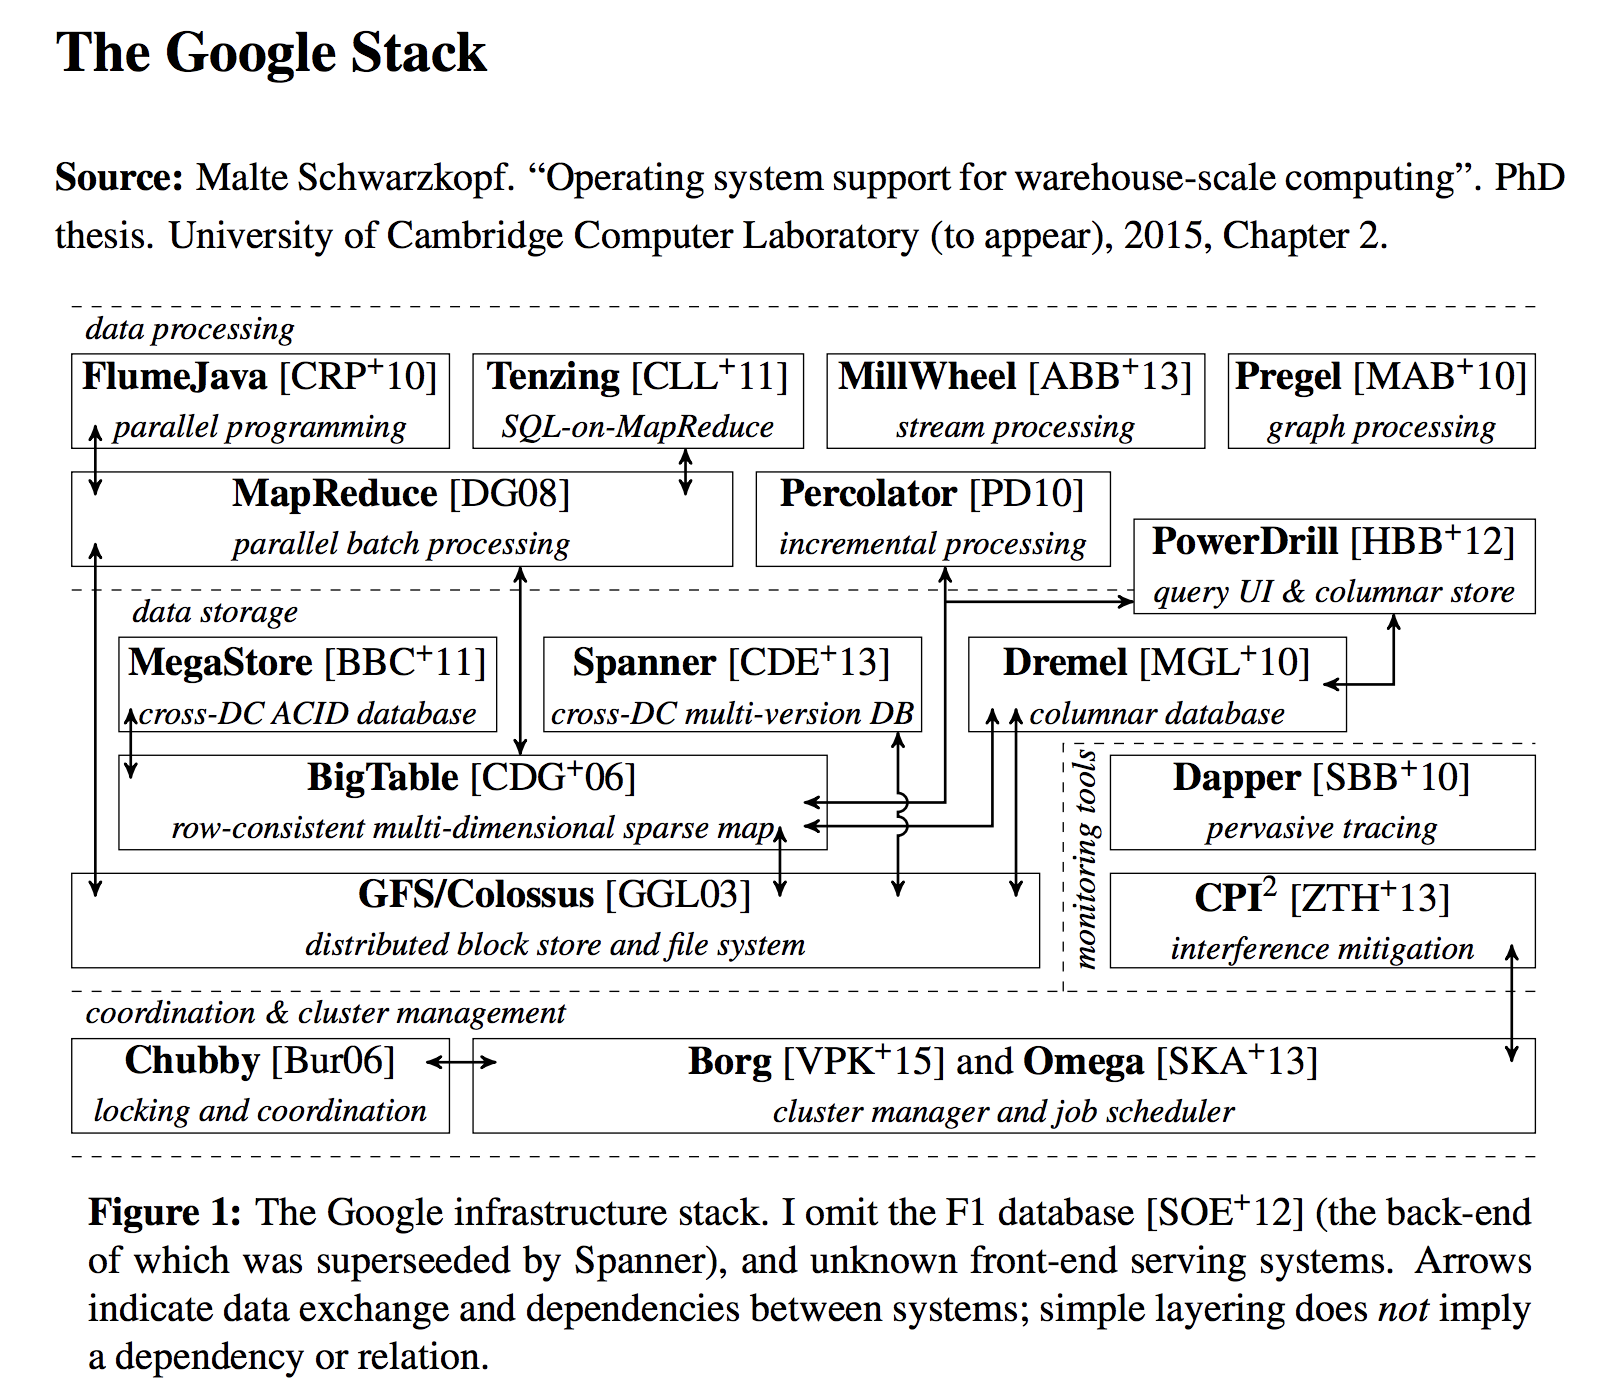 The Google Stack
Source: Malte Schwarzkopf. “Operating system support for warehouse-scale computing”. PhD
thesis. University of Cambridge Computer Laboratory (to appear), 2015, Chapter 2.
data processing
FlumeJava [CRP+10]
parallel programming
Tenzing [CLL+11]
SQL-on-MapReduce
MillWheel [ABB+13]
stream processing
Pregel [MAB+10]
graph processing
MapReduce [DG08]
parallel batch processing
Percolator [PD10]
incremental processing
PowerDrill [HBB+12]
query UI & columnar store
data storage
MegaStore [BBC+11]
cross-DC ACID database
Spanner [CDE+13]
cross-DC multi-version DB
Dremel [MGL+10]
columnar database
BigTable [CDG+06]
row-consistent multi-dimensional sparse map
monitoring tools
Dapper [SBB+10]
pervasive tracing
GFS/Colossus [GGL03]
distributed block store and file system
CPI2 [ZTH+13]
interference mitigation
coordination & cluster management
Chubby [Bur06]
locking and coordination
Borg [VPK+15] and Omega [SKA+13]
cluster manager and job scheduler
Figure 1: The Google infrastructure stack. I omit the F1 database [SOE+12] (the back-end
of which was superseeded by Spanner), and unknown front-end serving systems. Arrows
indicate data exchange and dependencies between systems; simple layering does not imply
a dependency or relation.